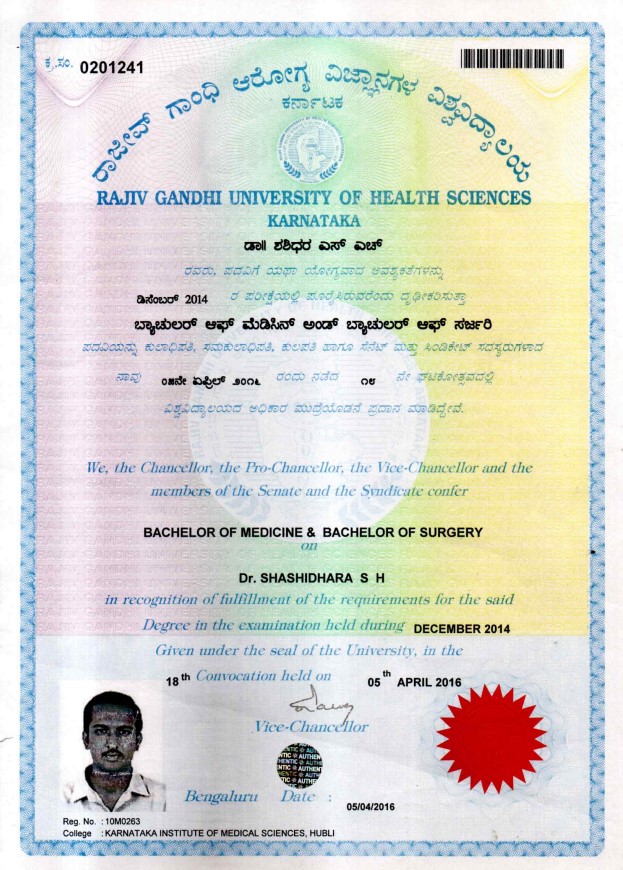 ಕ್ರ.ಸಂ. 0201241
ರಾಜೀವ್ ಗಾಂಧಿ ಆರೋಗ್ಯ ವಿಜ್ಞಾನಗಳ ವಿಶ್ವವಿದ್ಯಾಲಯ
ಕರ್ನಾಟಕ
RAJIV GANDHI UNIVERSITY OF HEALTH SCIENCES
KARNATAKA
ಡಾ|| ಶಶಿಧರ ಎಸ್ ಎಚ್
ರವರು, ಪದವಿಗೆ ಯಥಾ ಯೋಗ್ಯವಾದ ಅವಶ್ಯಕತೆಗಳನ್ನು
ಡಿಸೆಂಬರ್ 2014 ರ ಪರೀಕ್ಷೆಯಲ್ಲಿ ಪೂರೈಸಿರುವರೆಂದು ದೃಢೀಕರಿಸುತ್ತಾ
ಬ್ಯಾಚುಲರ್ ಆಫ್ ಮೆಡಿಸಿನ್ ಅಂಡ್ ಬ್ಯಾಚುಲರ್ ಆಫ್ ಸರ್ಜರಿ
ಪದವಿಯನ್ನು ಕುಲಾಧಿಪತಿ, ಸಮಕುಲಾಧಿಪತಿ, ಕುಲಪತಿ ಹಾಗೂ ಸೆನೆಟ್ ಮತ್ತು ಸಿಂಡಿಕೇಟ್ ಸದಸ್ಯರುಗಳಾದ
ನಾವು ೦೫ನೇ ಏಪ್ರಿಲ್ ೨೦೧೬ ರಂದು ನಡೆದ ೧೮ ನೇ ಘಟಿಕೋತ್ಸವದಲ್ಲಿ
ವಿಶ್ವವಿದ್ಯಾಲಯದ ಅಧಿಕಾರ ಮುದ್ರೆಯೊಡನೆ ಪ್ರದಾನ ಮಾಡಿದ್ದೇವೆ.
We, the Chancellor, the Pro-Chancellor, the Vice-Chancellor and the
members of the Senate and the Syndicate confer
BACHELOR OF MEDICINE & BACHELOR OF SURGERY
on
Dr. SHASHIDHARA S H
in recognition of fulfillment of the requirements for the said
Degree in the examination held during DECEMBER 2014
Given under the seal of the University, in the
18th Convocation held on 05th APRIL 2016
Vice-Chancellor
Bengaluru Date : 05/04/2016
Reg. No. : 10M0263
College : KARNATAKA INSTITUTE OF MEDICAL SCIENCES, HUBLI